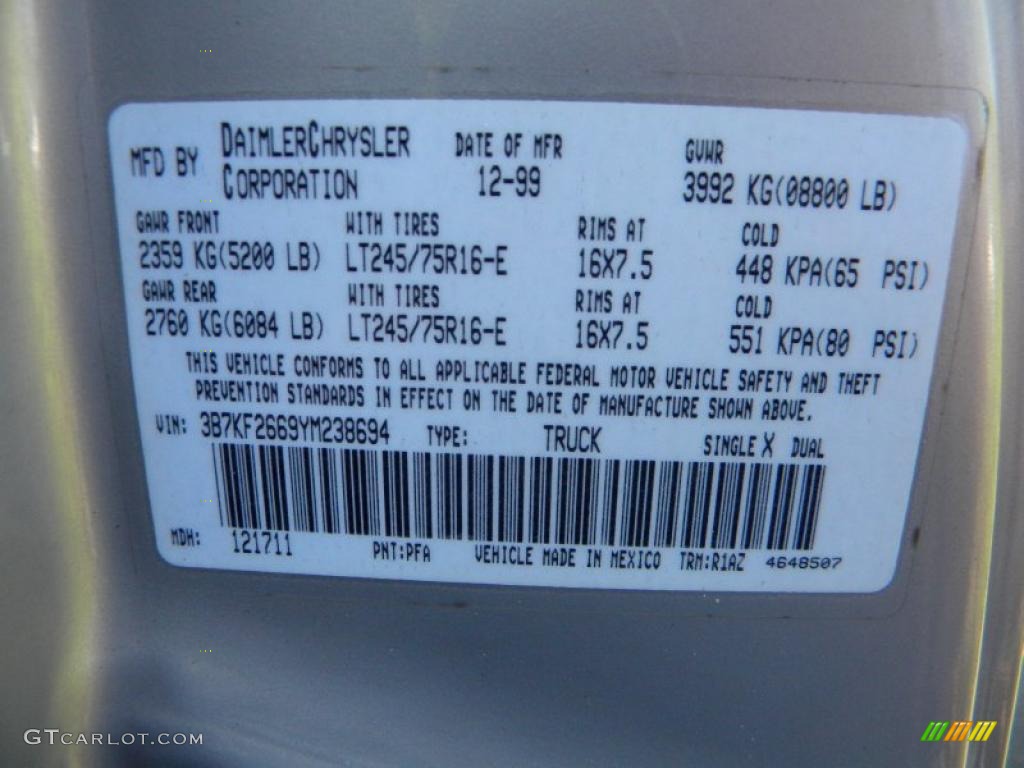 MFD BY DAIMLERCHRYSLER CORPORATION DATE OF MFR 12-99 GVWR 3992 KG(08800 LB)
GAWR FRONT WITH TIRES RIMS AT COLD
2359 KG(5200 LB) LT245/75R16-E 16X7.5 448 KPA(65 PSI)
GAWR REAR WITH TIRES RIMS AT COLD
2760 KG(6084 LB) LT245/75R16-E 16X7.5 551 KPA(80 PSI)
THIS VEHICLE CONFORMS TO ALL APPLICABLE FEDERAL MOTOR VEHICLE SAFETY AND THEFT
PREVENTION STANDARDS IN EFFECT ON THE DATE OF MANUFACTURE SHOWN ABOVE.
VIN: 3B7KF2669YM238694 TYPE: TRUCK SINGLE X DUAL
MDH: 121711 PNT:PFA VEHICLE MADE IN MEXICO TRM:R1AZ 4648507
GTCARLOT.COM